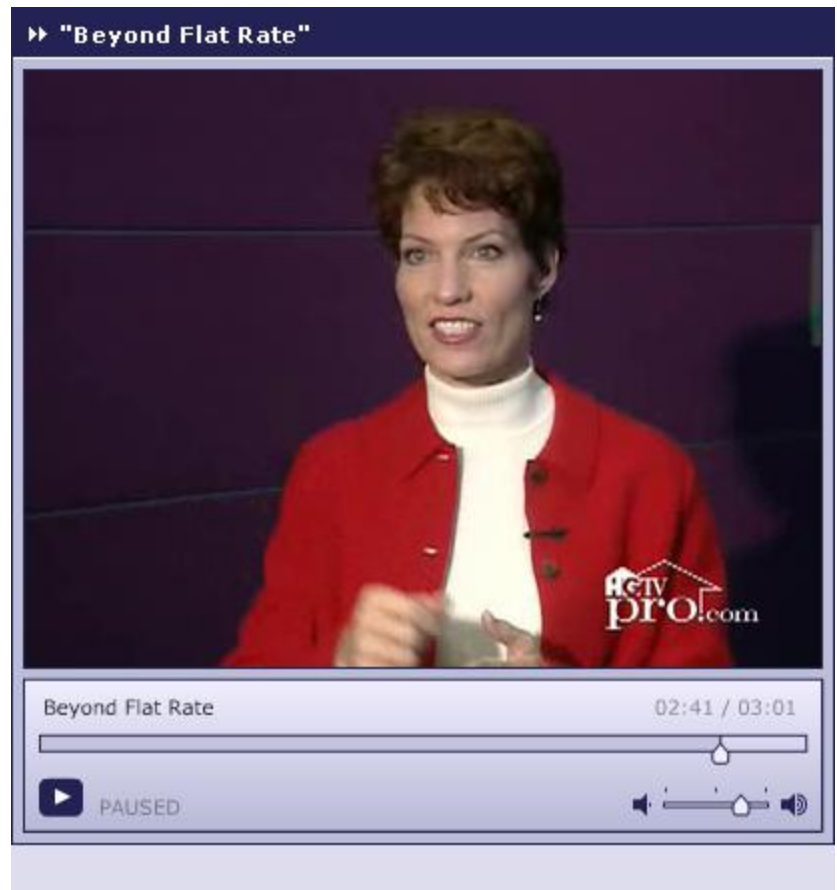 "Beyond Flat Rate"
HGTV
pro.com
Beyond Flat Rate
02:41 / 03:01
PAUSED